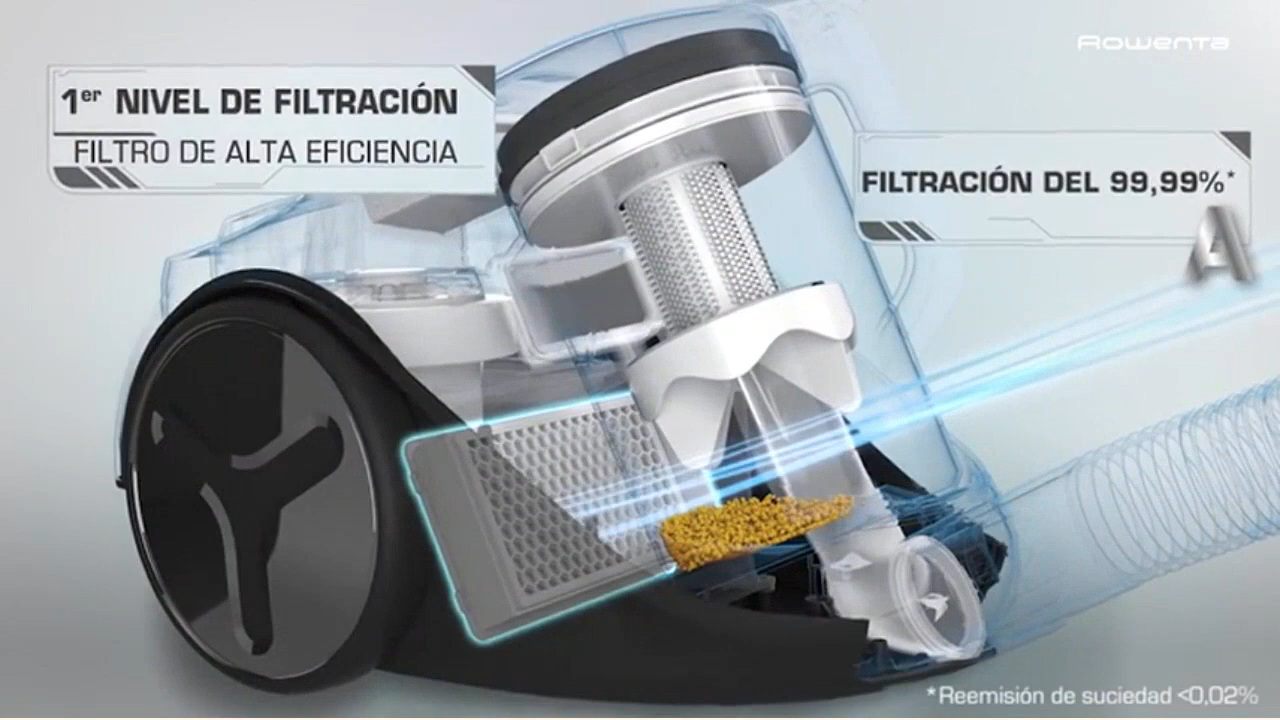 Rowenta
1er NIVEL DE FILTRACIÓN
FILTRO DE ALTA EFICIENCIA
FILTRACIÓN DEL 99,99%*
A
*Reemisión de suciedad <0,02%